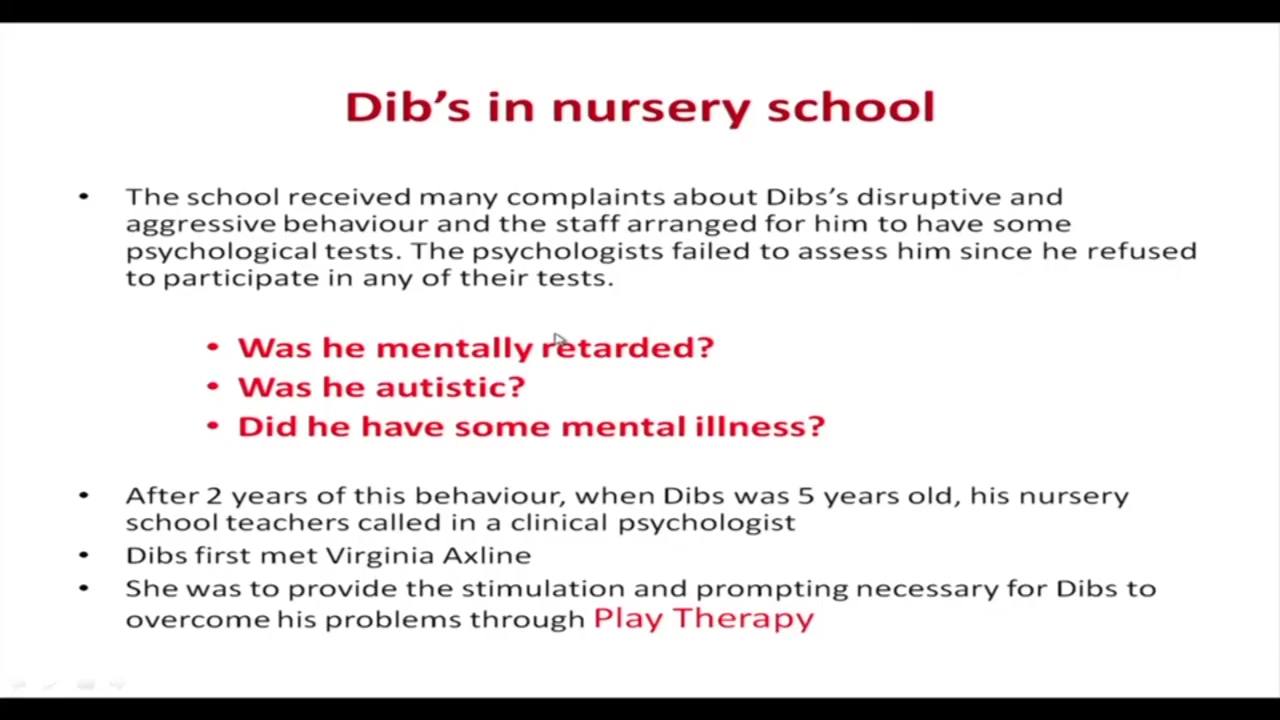 Dib's in nursery school
• The school received many complaints about Dibs's disruptive and
aggressive behaviour and the staff arranged for him to have some
psychological tests. The psychologists failed to assess him since he refused
to participate in any of their tests.
• Was he mentally retarded?
• Was he autistic?
• Did he have some mental illness?
• After 2 years of this behaviour, when Dibs was 5 years old, his nursery
school teachers called in a clinical psychologist
• Dibs first met Virginia Axline
• She was to provide the stimulation and prompting necessary for Dibs to
overcome his problems through Play Therapy